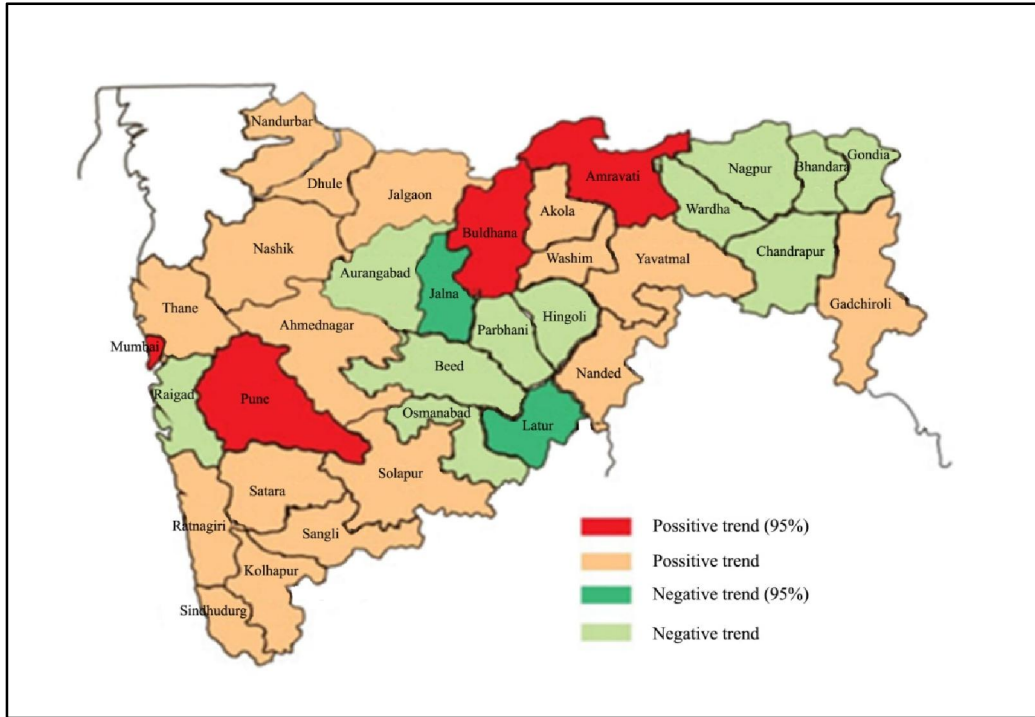 Nandurbar
Dhule
Jalgaon
Nashik
Buldhana
Akola
Amravati
Nagpur
Bhandara
Gondia
Wardha
Washim
Yavatmal
Chandrapur
Gadchiroli
Aurangabad
Jalna
Parbhani
Hingoli
Nanded
Thane
Ahmednagar
Mumbai
Beed
Raigad
Pune
Osmanabad
Latur
Solapur
Satara
Ratnagiri
Sangli
Kolhapur
Sindhudurg
Possitive trend (95%)
Possitive trend
Negative trend (95%)
Negative trend